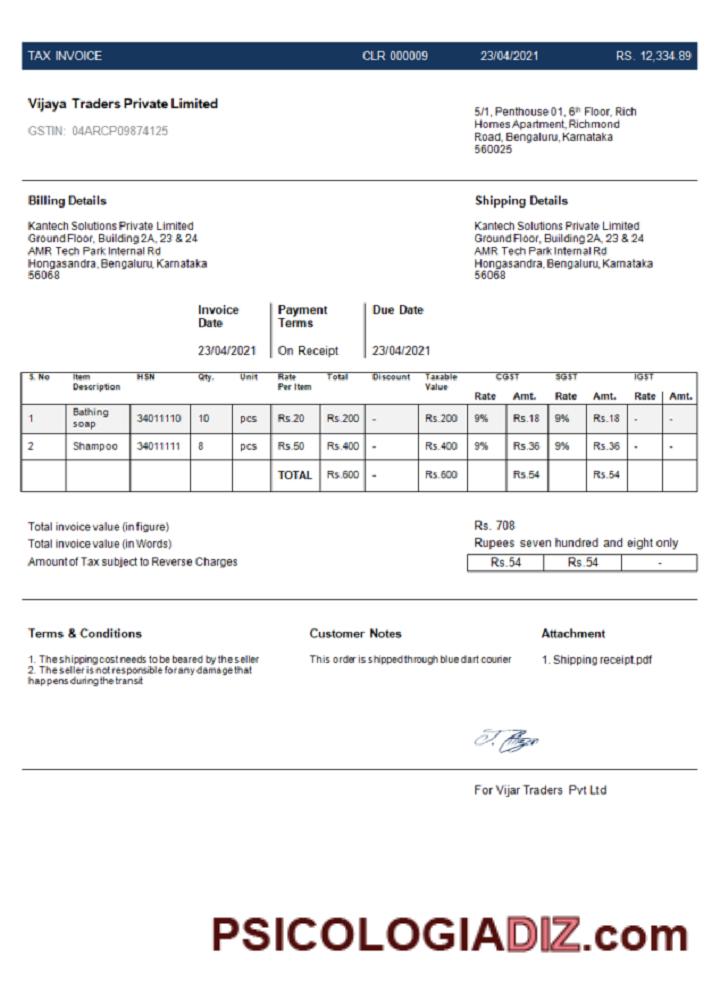 TAX INVOICE CLR 000009 23/04/2021 RS. 12,334.89
Vijaya Traders Private Limited
GSTIN: 04ARCP09874125
5/1, Penthouse 01, 6th Floor, Rich
Homes Apartment, Richmond
Road, Bengaluru, Karnataka
560025
Billing Details
Kantech Solutions Private Limited
Ground Floor, Building 2A, 23 & 24
AMR Tech Park Internal Rd
Hongasandra, Bengaluru, Karnataka
56068
Shipping Details
Kantech Solutions Private Limited
Ground Floor, Building 2A, 23 & 24
AMR Tech Park Internal Rd
Hongasandra, Bengaluru, Karnataka
56068
Invoice Date Payment Terms Due Date
23/04/2021 On Receipt 23/04/2021
S. No Item Description HSN Qty. Unit Rate Per Item Total Discount Taxable Value CGST SGST IGST
Rate Amt. Rate Amt. Rate Amt.
1 Bathing soap 34011110 10 pcs Rs.20 Rs.200 - Rs.200 9% Rs.18 9% Rs.18 - -
2 Shampoo 34011111 8 pcs Rs.50 Rs.400 - Rs.400 9% Rs.36 9% Rs.36 - -
TOTAL Rs.600 - Rs.600 Rs.54 Rs.54
Total invoice value (in figure) Rs. 708
Total invoice value (in Words) Rupees seven hundred and eight only
Amount of Tax subject to Reverse Charges Rs.54 Rs.54 -
Terms & Conditions
1. The shipping cost needs to be beared by the seller
2. The seller is not responsible for any damage that
happens during the transit
Customer Notes
This order is shipped through blue dart courier
Attachment
1. Shipping receipt.pdf
For Vijar Traders Pvt Ltd
PSICOLOGIADIZ.com